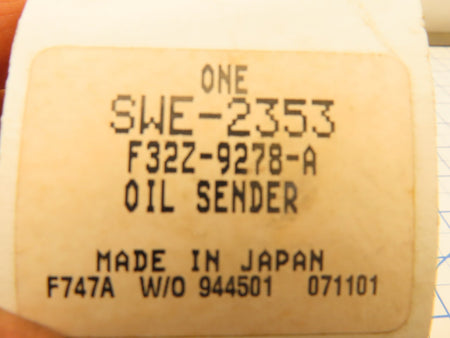 ONE
SWE-2353
F32Z-9278-A
OIL SENDER
MADE IN JAPAN
F747A W/O 944501 071101